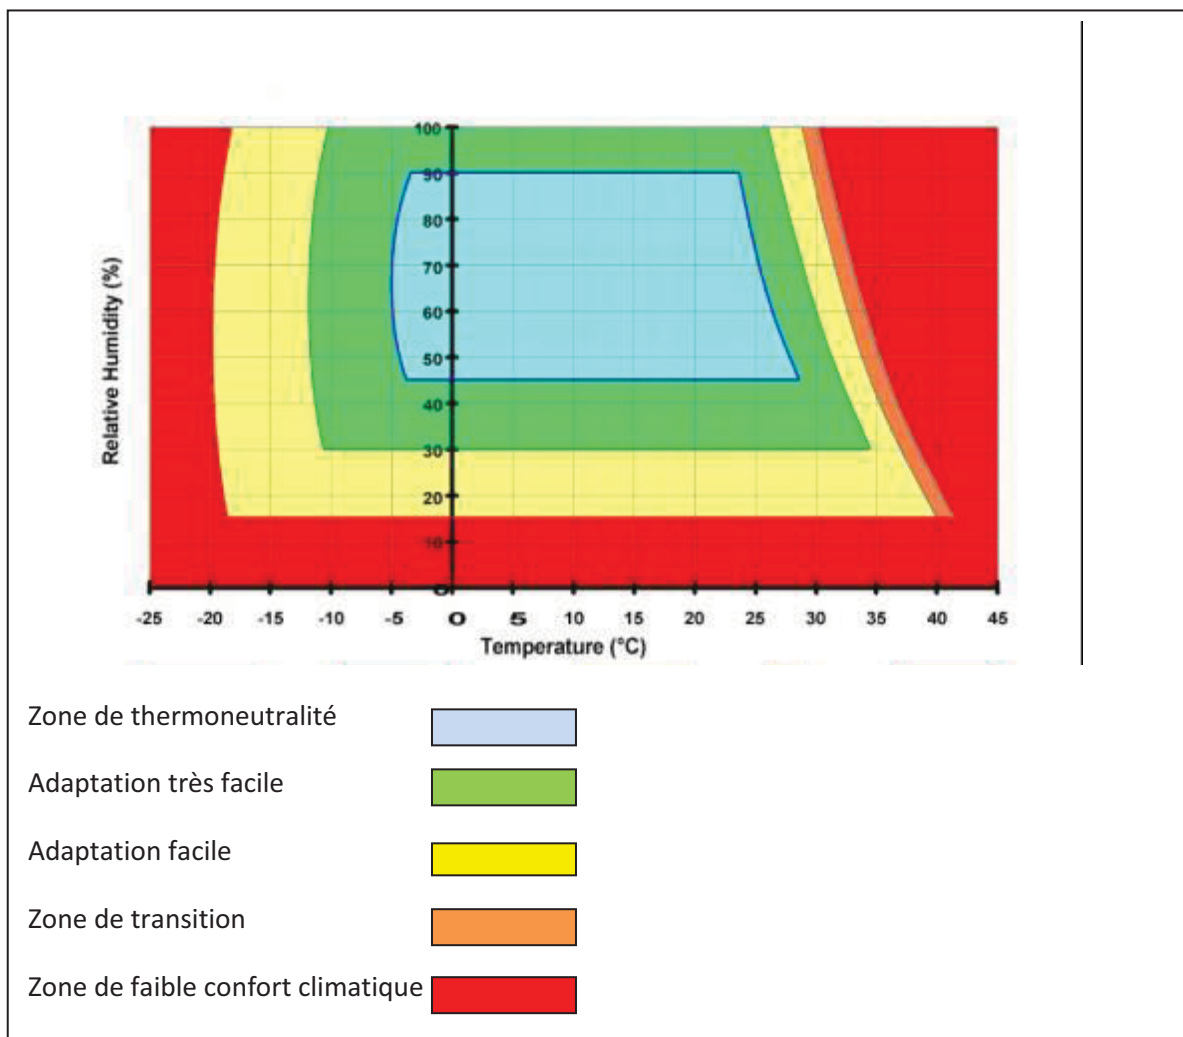 100
90
80
70
60
50
40
30
20
10
0
Relative Humidity (%)
-25 -20 -15 -10 -5 0 5 10 15 20 25 30 35 40 45
Temperature (°C)
Zone de thermoneutralité
Adaptation très facile
Adaptation facile
Zone de transition
Zone de faible confort climatique